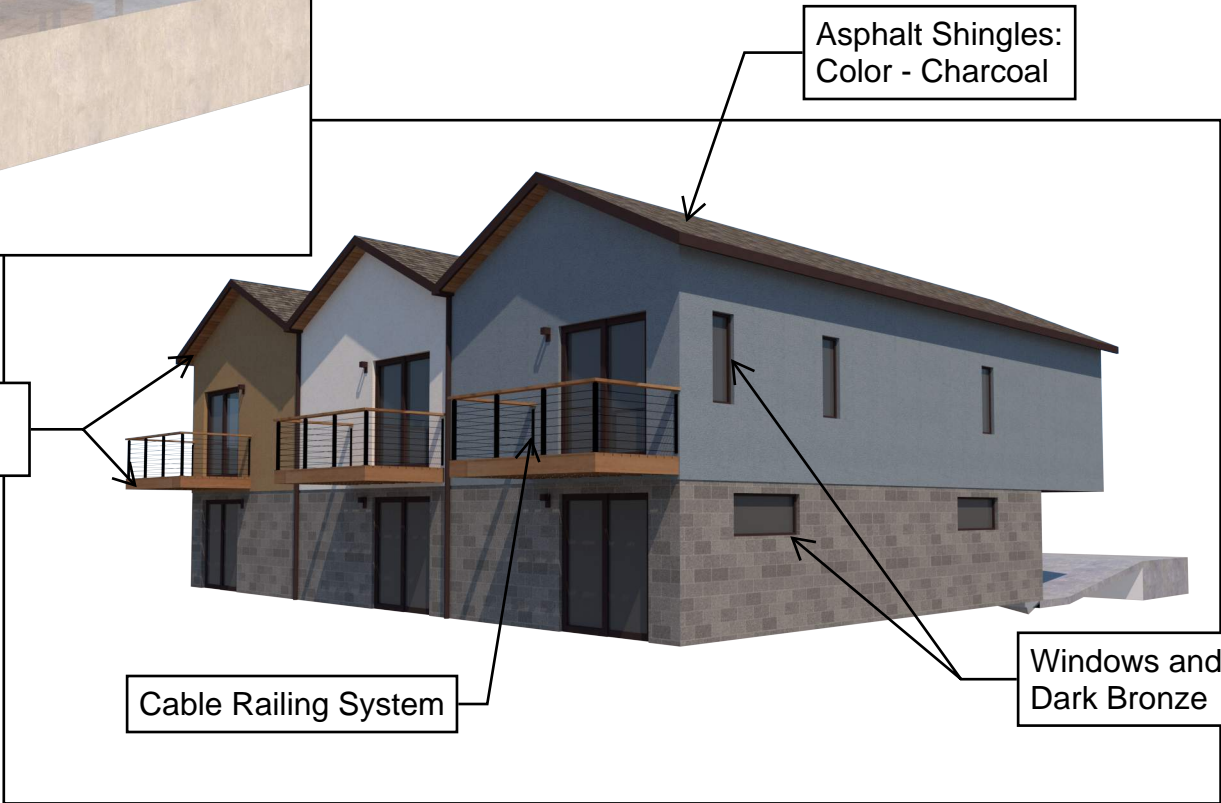 Asphalt Shingles:
Color - Charcoal
Cable Railing System
Windows and
Dark Bronze